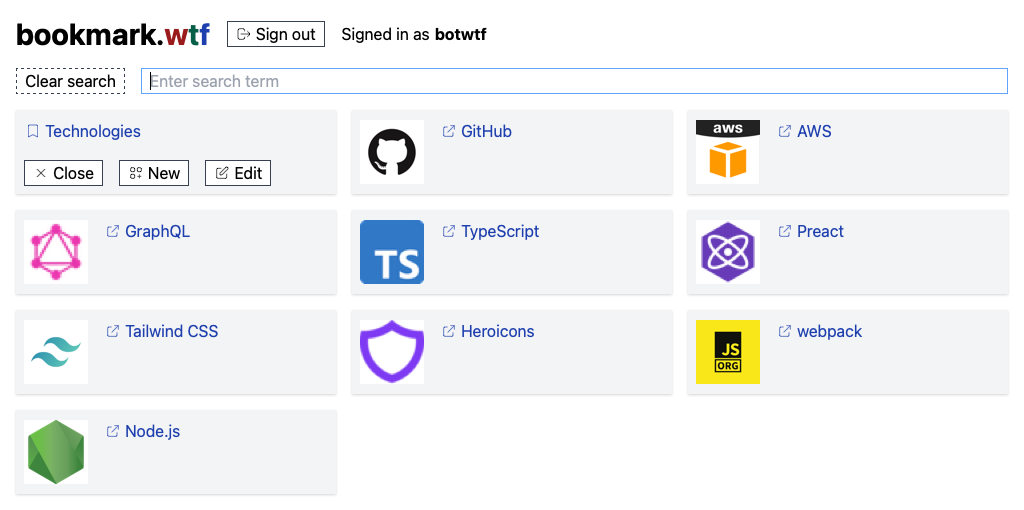 bookmark.wtf Sign out Signed in as botwtf
Clear search Enter search term
Technologies
Close New Edit
GitHub
aws
AWS
GraphQL
TS
TypeScript
Preact
Tailwind CSS
Heroicons
JS
ORG
webpack
Node.js